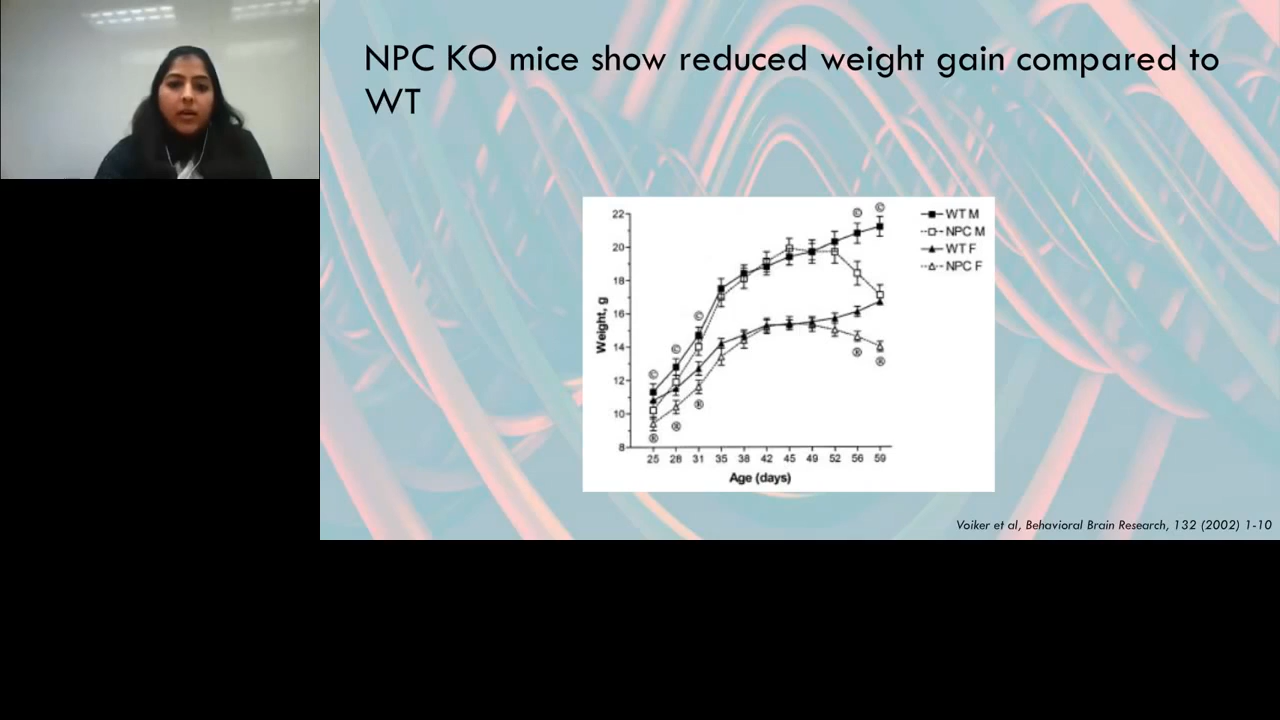 NPC KO mice show reduced weight gain compared to
WT
22
20
18
16
14
12
10
8
Weight, g
© ©
©
©
©
® ® ® ® ®
25 28 31 35 38 42 45 49 52 56 59
Age (days)
WT M
NPC M
WT F
NPC F
Voiker et al, Behavioral Brain Research, 132 (2002) 1-10